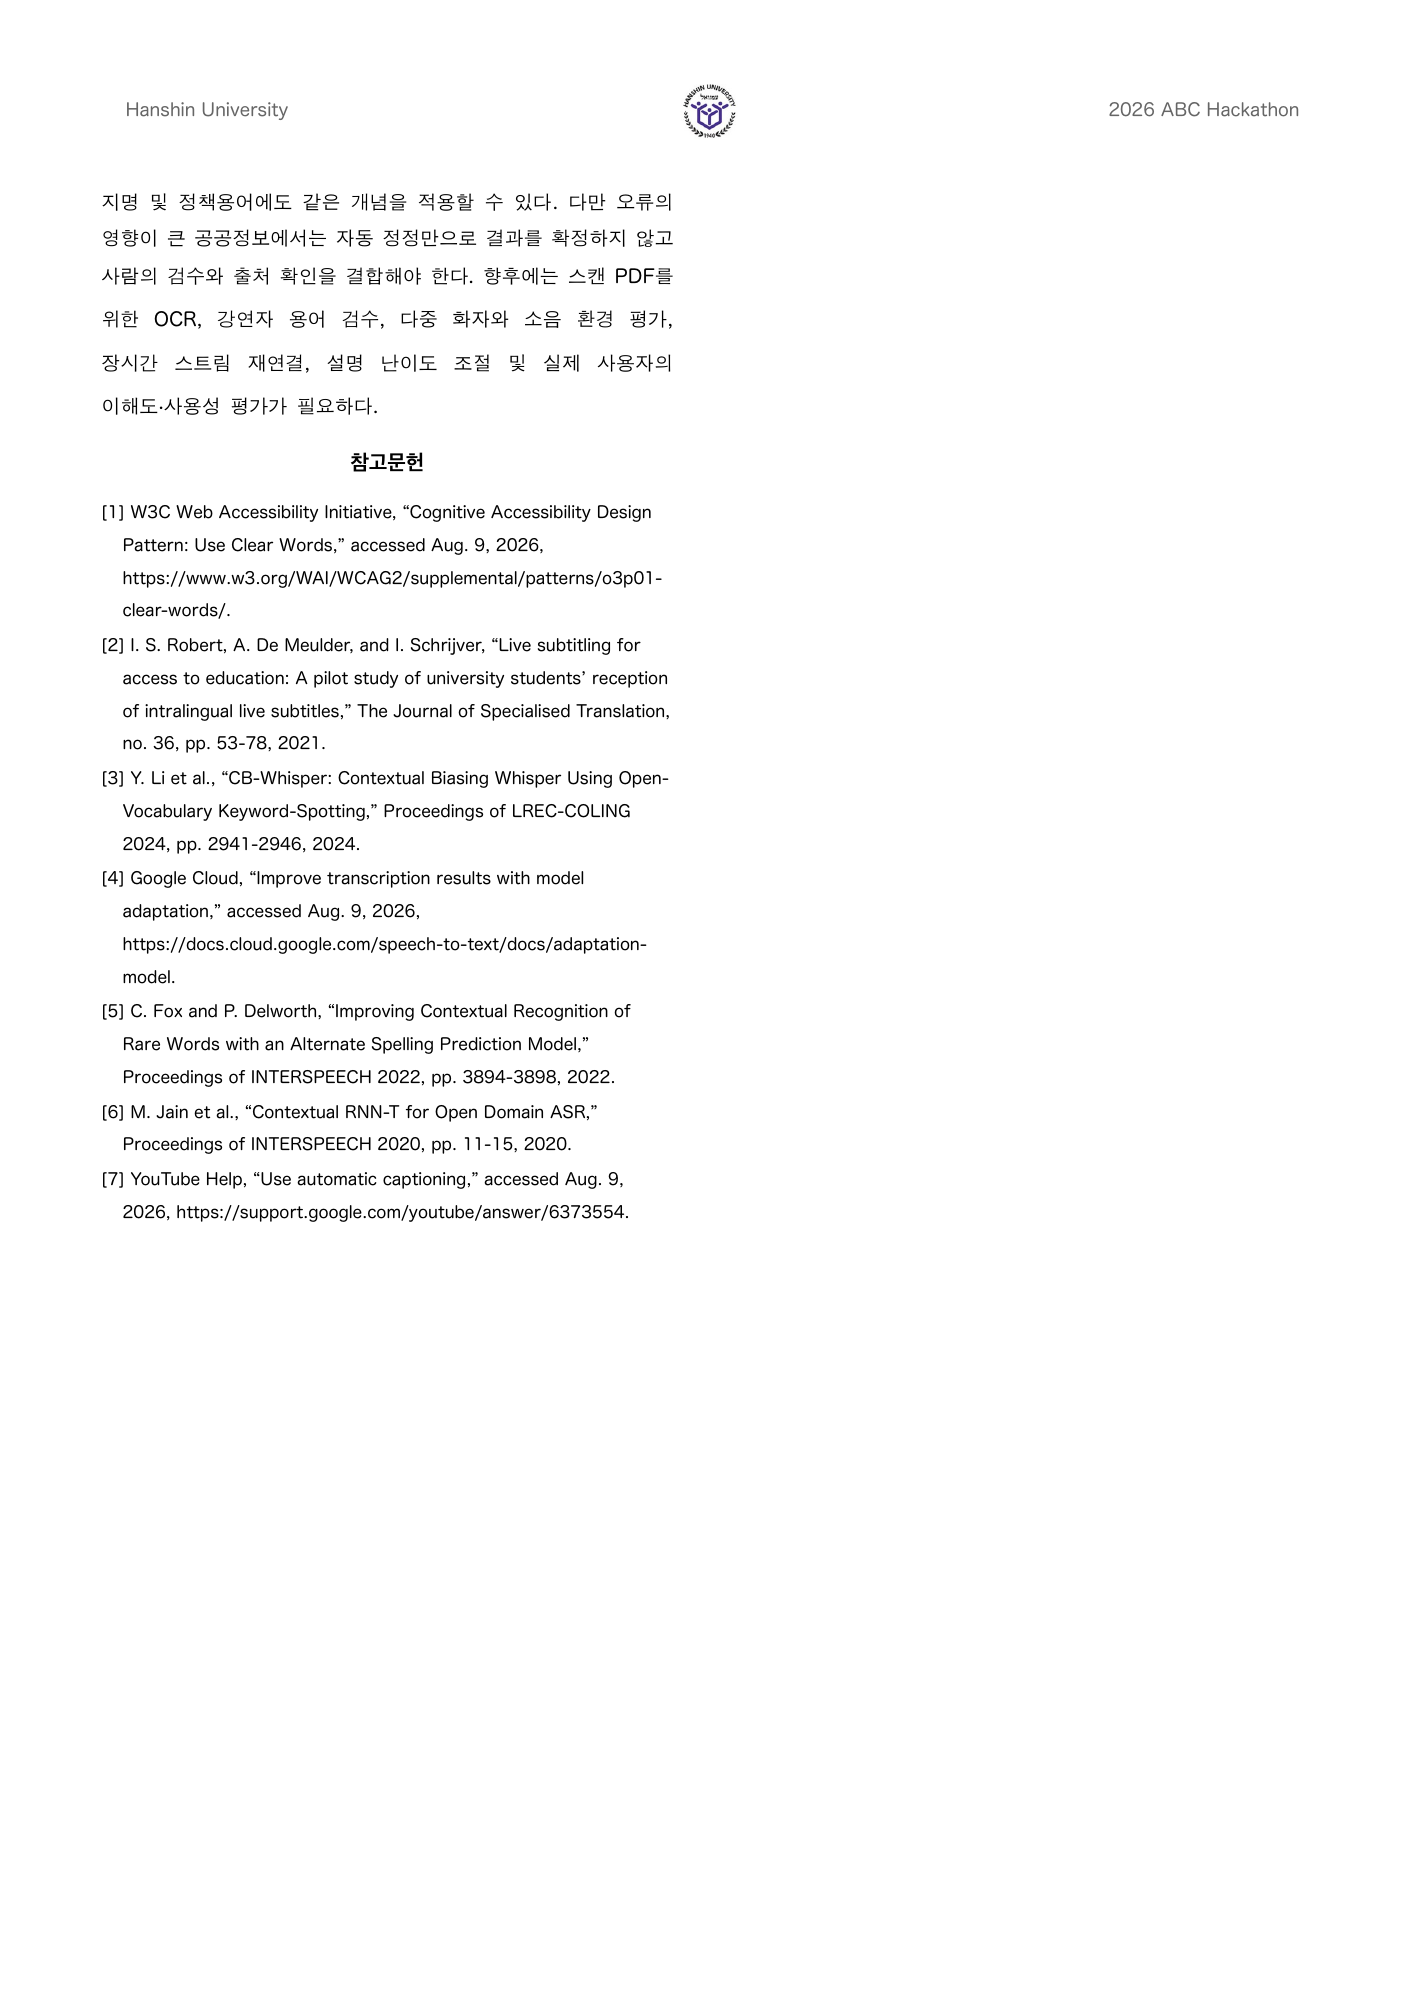 Hanshin University
HANSHIN UNIVERSITY
1940
2026 ABC Hackathon
지명 및 정책용어에도 같은 개념을 적용할 수 있다. 다만 오류의
영향이 큰 공공정보에서는 자동 정정만으로 결과를 확정하지 않고
사람의 검수와 출처 확인을 결합해야 한다. 향후에는 스캔 PDF를
위한 OCR, 강연자 용어 검수, 다중 화자와 소음 환경 평가,
장시간 스트림 재연결, 설명 난이도 조절 및 실제 사용자의
이해도·사용성 평가가 필요하다.
참고문헌
[1] W3C Web Accessibility Initiative, “Cognitive Accessibility Design
Pattern: Use Clear Words,” accessed Aug. 9, 2026,
https://www.w3.org/WAI/WCAG2/supplemental/patterns/o3p01-
clear-words/.
[2] I. S. Robert, A. De Meulder, and I. Schrijver, “Live subtitling for
access to education: A pilot study of university students’ reception
of intralingual live subtitles,” The Journal of Specialised Translation,
no. 36, pp. 53-78, 2021.
[3] Y. Li et al., “CB-Whisper: Contextual Biasing Whisper Using Open-
Vocabulary Keyword-Spotting,” Proceedings of LREC-COLING
2024, pp. 2941-2946, 2024.
[4] Google Cloud, “Improve transcription results with model
adaptation,” accessed Aug. 9, 2026,
https://docs.cloud.google.com/speech-to-text/docs/adaptation-
model.
[5] C. Fox and P. Delworth, “Improving Contextual Recognition of
Rare Words with an Alternate Spelling Prediction Model,”
Proceedings of INTERSPEECH 2022, pp. 3894-3898, 2022.
[6] M. Jain et al., “Contextual RNN-T for Open Domain ASR,”
Proceedings of INTERSPEECH 2020, pp. 11-15, 2020.
[7] YouTube Help, “Use automatic captioning,” accessed Aug. 9,
2026, https://support.google.com/youtube/answer/6373554.